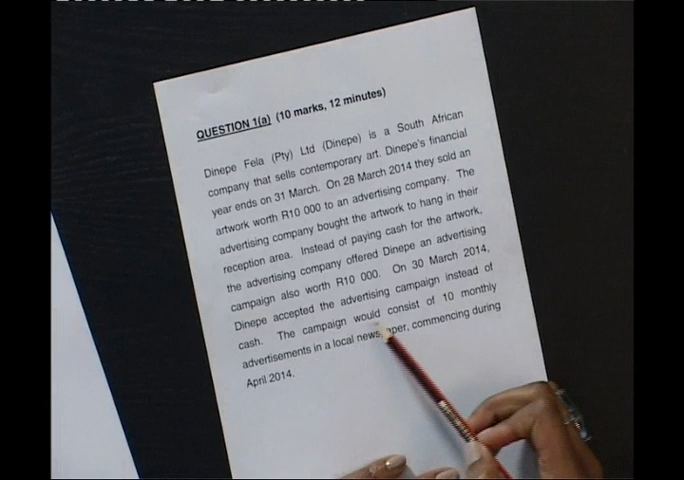 QUESTION 1(a) (10 marks, 12 minutes)
Dinepe Fela (Pty) Ltd (Dinepe) is a South African
company that sells contemporary art. Dinepe's financial
year ends on 31 March. On 28 March 2014 they sold an
artwork worth R10 000 to an advertising company. The
advertising company bought the artwork to hang in their
reception area. Instead of paying cash for the artwork,
the advertising company offered Dinepe an advertising
campaign also worth R10 000. On 30 March 2014,
Dinepe accepted the advertising campaign instead of
cash. The campaign would consist of 10 monthly
advertisements in a local newspaper, commencing during
April 2014.